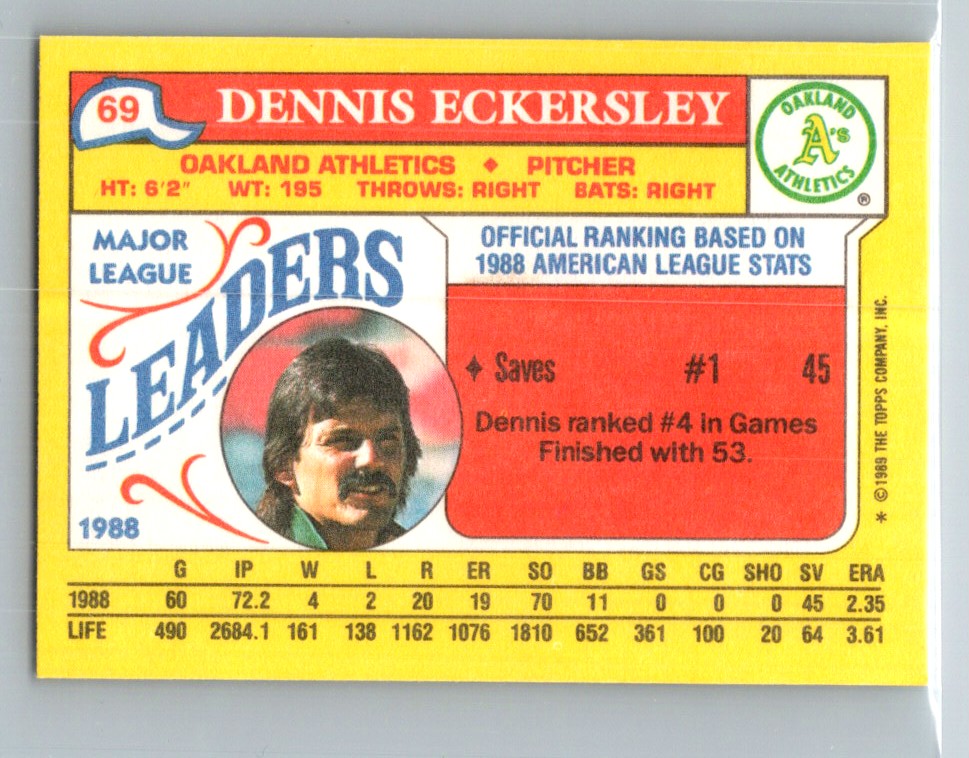 69 DENNIS ECKERSLEY
OAKLAND ATHLETICS ♦ PITCHER
HT: 6'2" WT: 195 THROWS: RIGHT BATS: RIGHT
OAKLAND
A's
ATHLETICS
®
MAJOR
LEAGUE
LEADERS
1988
OFFICIAL RANKING BASED ON
1988 AMERICAN LEAGUE STATS
♦ Saves #1 45
Dennis ranked #4 in Games
Finished with 53.
* ©1989 THE TOPPS COMPANY, INC.
G IP W L R ER SO BB GS CG SHO SV ERA
1988 60 72.2 4 2 20 19 70 11 0 0 0 45 2.35
LIFE 490 2684.1 161 138 1162 1076 1810 652 361 100 20 64 3.61